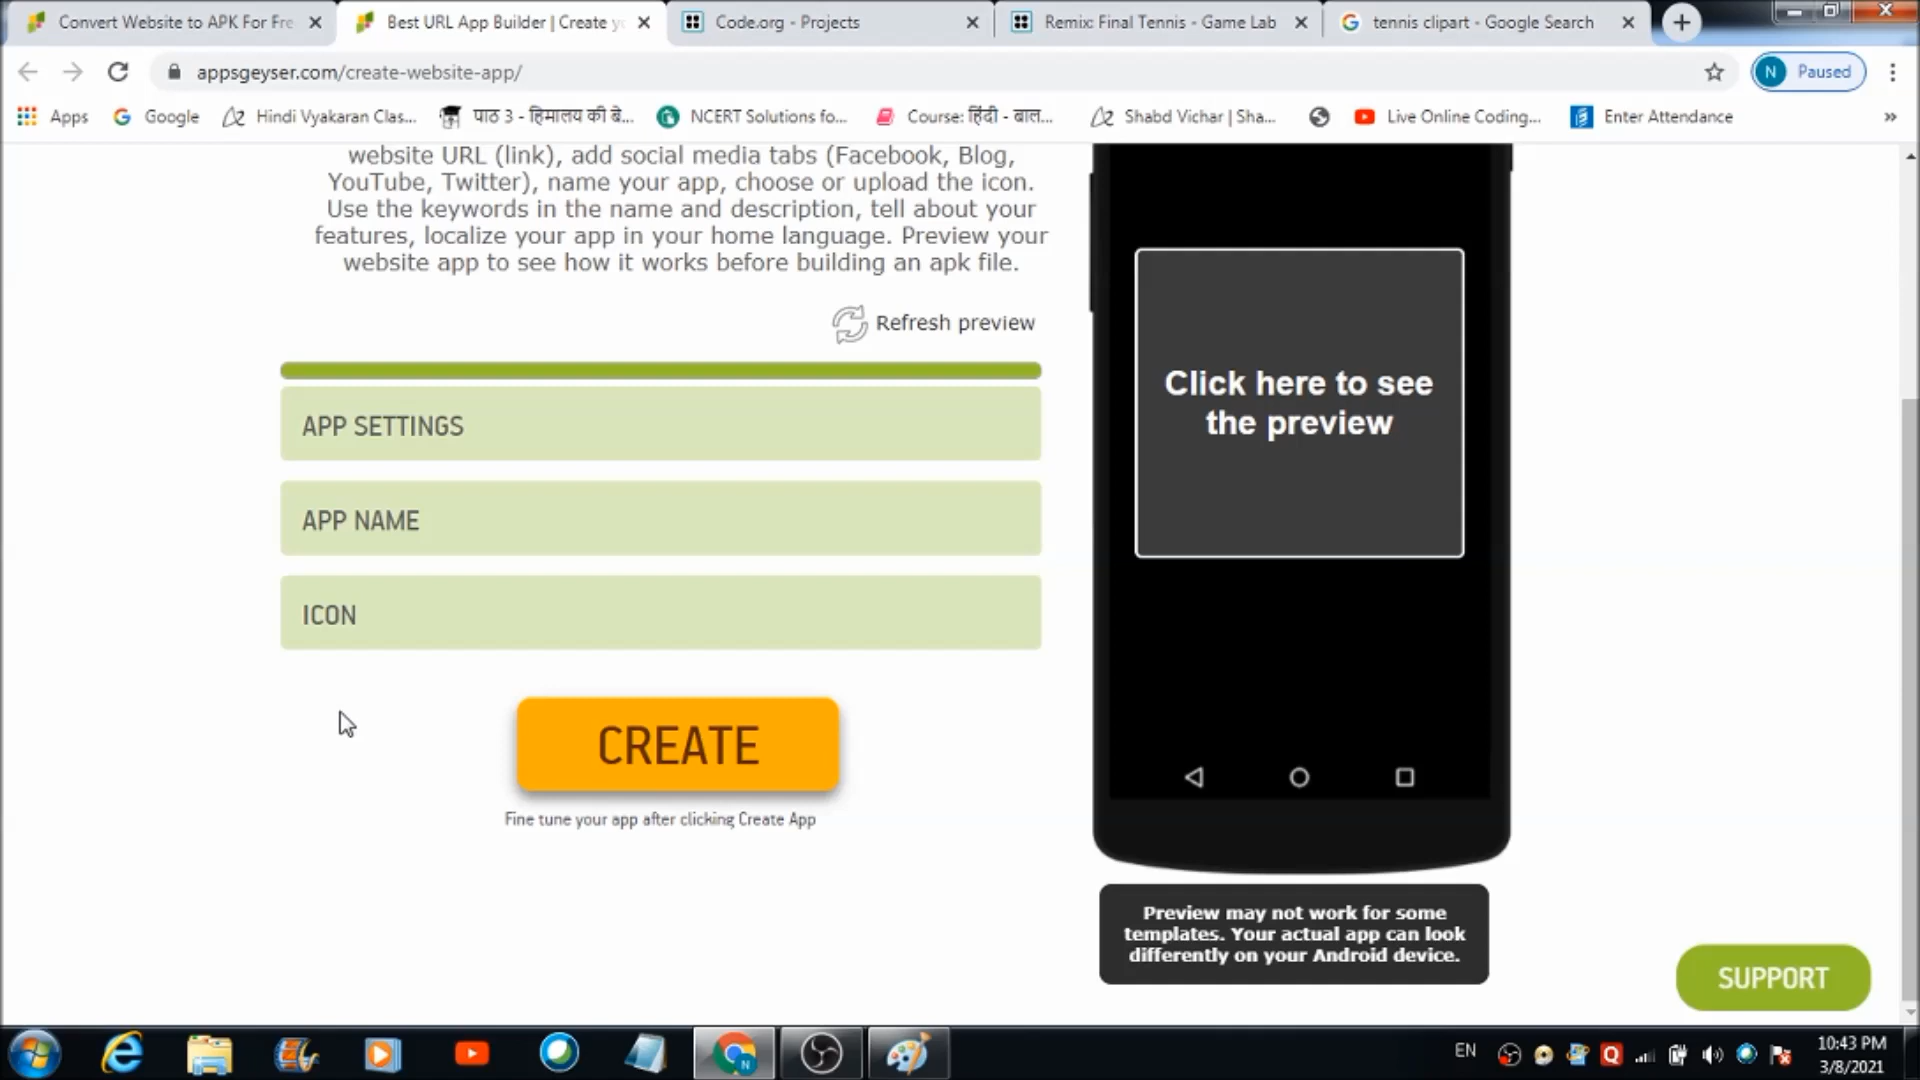 Convert Website to APK For Fre
Best URL App Builder | Create yo
Code.org - Projects
Remix: Final Tennis - Game Lab
tennis clipart - Google Search
appsgeyser.com/create-website-app/
N Paused
Apps
Google
Hindi Vyakaran Clas...
पाठ 3 - हिमालय की बे...
NCERT Solutions fo...
Course: हिंदी - बाल...
Shabd Vichar | Sha...
Live Online Coding...
Enter Attendance
»
website URL (link), add social media tabs (Facebook, Blog,
YouTube, Twitter), name your app, choose or upload the icon.
Use the keywords in the name and description, tell about your
features, localize your app in your home language. Preview your
website app to see how it works before building an apk file.
Refresh preview
APP SETTINGS
APP NAME
ICON
CREATE
Fine tune your app after clicking Create App
Click here to see
the preview
Preview may not work for some
templates. Your actual app can look
differently on your Android device.
SUPPORT
EN
10:43 PM
3/8/2021